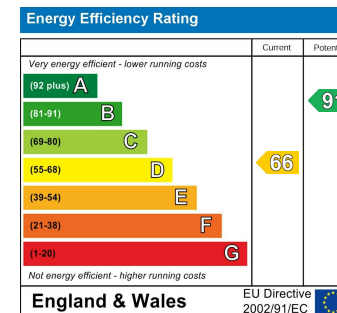 Energy Efficiency Rating
Current
Very energy efficient - lower running costs
(92 plus) A
(81-91) B
(69-80) C
(55-68) D
66
(39-54) E
(21-38) F
(1-20) G
Not energy efficient - higher running costs
England & Wales
EU Directive
2002/91/EC